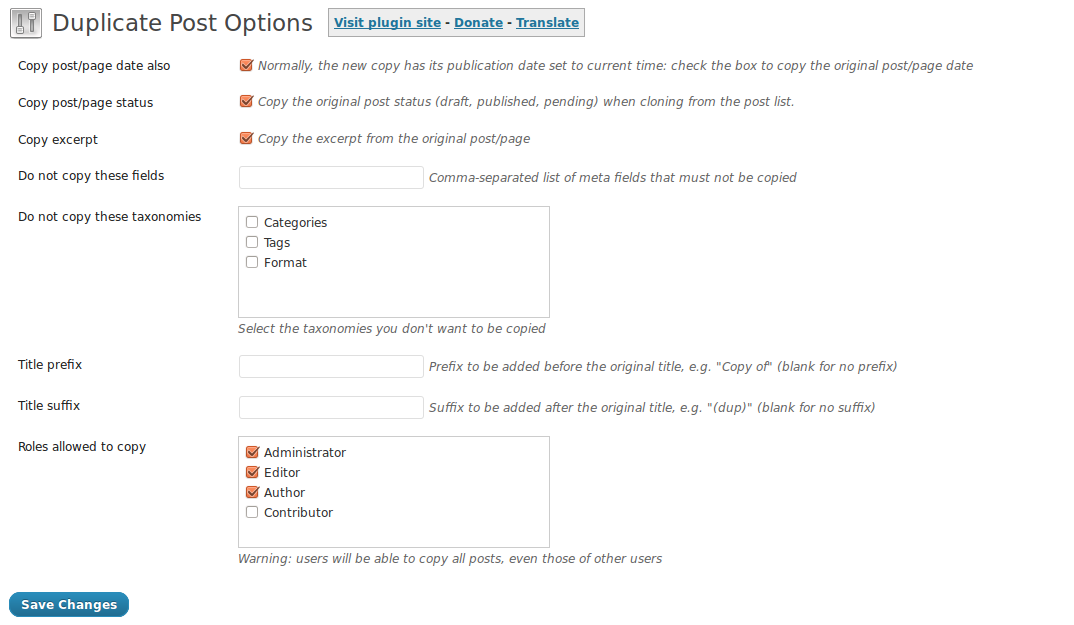 Duplicate Post Options Visit plugin site - Donate - Translate
Copy post/page date also Normally, the new copy has its publication date set to current time: check the box to copy the original post/page date
Copy post/page status Copy the original post status (draft, published, pending) when cloning from the post list.
Copy excerpt Copy the excerpt from the original post/page
Do not copy these fields Comma-separated list of meta fields that must not be copied
Do not copy these taxonomies
Categories
Tags
Format
Select the taxonomies you don't want to be copied
Title prefix Prefix to be added before the original title, e.g. "Copy of" (blank for no prefix)
Title suffix Suffix to be added after the original title, e.g. "(dup)" (blank for no suffix)
Roles allowed to copy
Administrator
Editor
Author
Contributor
Warning: users will be able to copy all posts, even those of other users
Save Changes